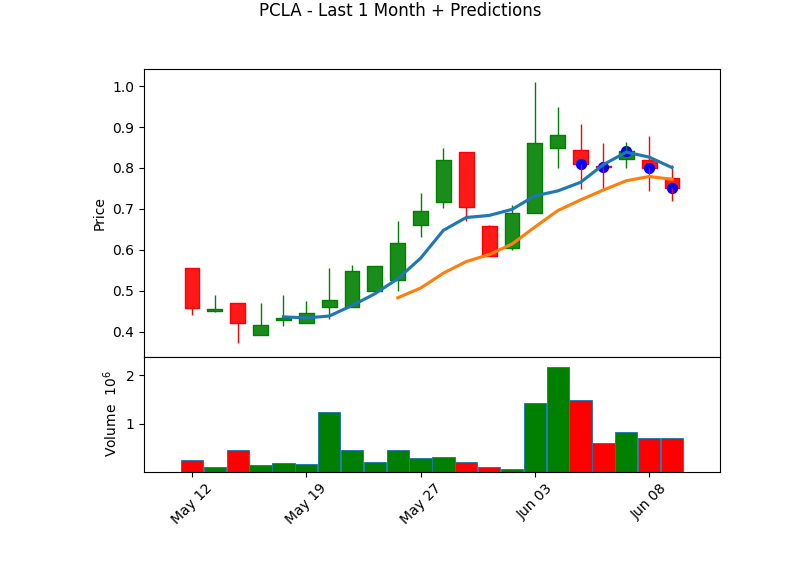 PCLA - Last 1 Month + Predictions
1.0
0.9
0.8
0.7
0.6
0.5
0.4
Price
2
1
Volume 10^6
May 12
May 19
May 27
Jun 03
Jun 08